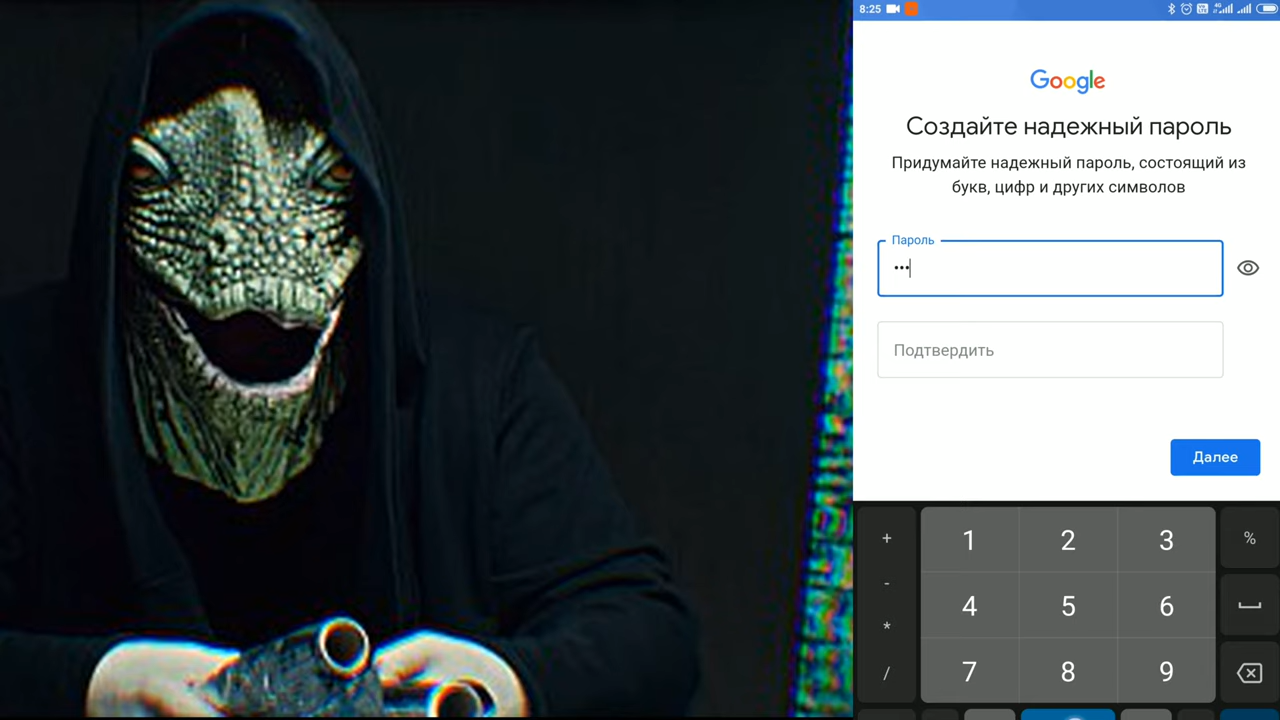 8:25
4G
Google
Создайте надежный пароль
Придумайте надежный пароль, состоящий из
букв, цифр и других символов
Пароль
•••
Подтвердить
Далее
+ 1 2 3 %
-
4 5 6
*
/ 7 8 9